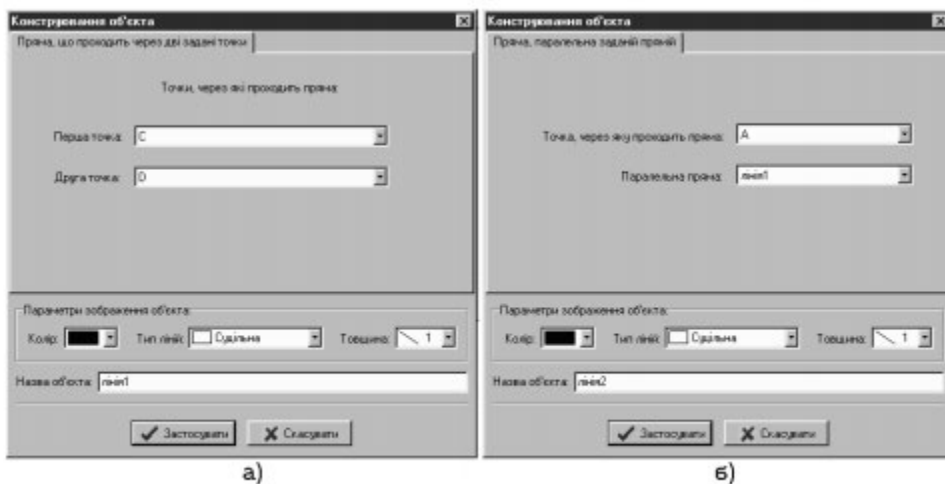 Конструювання об'єкта
Пряма, що проходить через дві задані точки
Точки, через які проходить пряма:
Перша точка: C
Друга точка: D
Параметри зображення об'єкта:
Колір: Тип ліній: Суцільна Товщина: 1
Назва об'єкта: лінія1
Застосувати Скасувати
а)
Конструювання об'єкта
Пряма, паралельна заданій прямій
Точка, через яку проходить пряма: A
Паралельна пряма: лінія1
Параметри зображення об'єкта:
Колір: Тип ліній: Суцільна Товщина: 1
Назва об'єкта: лінія2
Застосувати Скасувати
б)